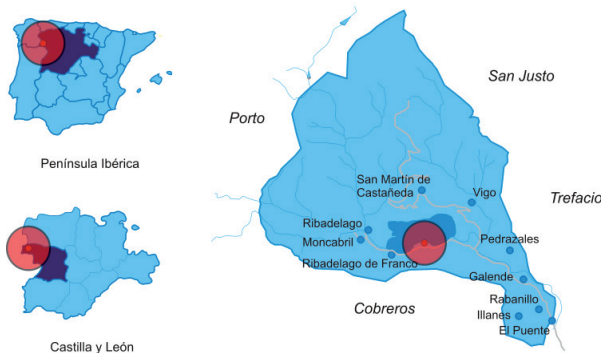 Península Ibérica
Castilla y León
San Justo
Porto
San Martín de
Castañeda
Vigo
Trefacio
Ribadelago
Moncabril
Pedrazales
Ribadelago de Franco
Galende
Cobreros
Rabanillo
Illanes
El Puente